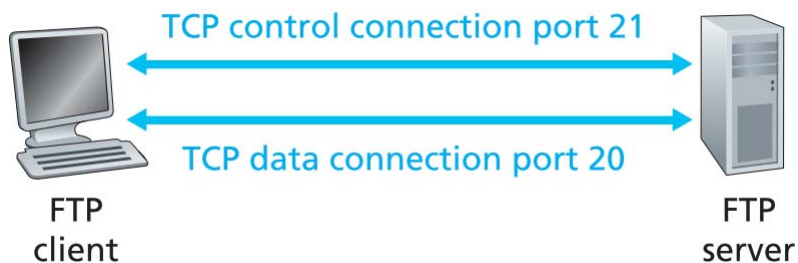 TCP control connection port 21
TCP data connection port 20
FTP
client
FTP
server